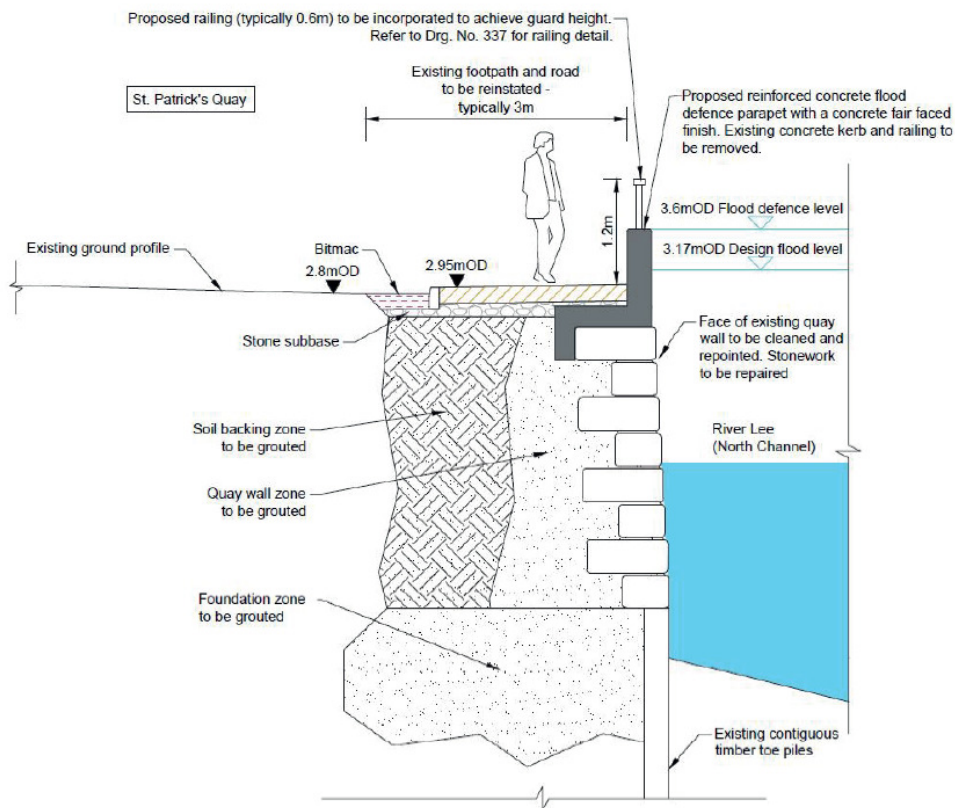 Proposed railing (typically 0.6m) to be incorporated to achieve guard height.
Refer to Drg. No. 337 for railing detail.
St. Patrick's Quay
Existing footpath and road
to be reinstated -
typically 3m
Proposed reinforced concrete flood
defence parapet with a concrete fair faced
finish. Existing concrete kerb and railing to
be removed.
1.2m
3.6mOD Flood defence level
3.17mOD Design flood level
Existing ground profile
Bitmac
2.8mOD
2.95mOD
Stone subbase
Face of existing quay
wall to be cleaned and
repointed. Stonework
to be repaired
Soil backing zone
to be grouted
River Lee
(North Channel)
Quay wall zone
to be grouted
Foundation zone
to be grouted
Existing contiguous
timber toe piles